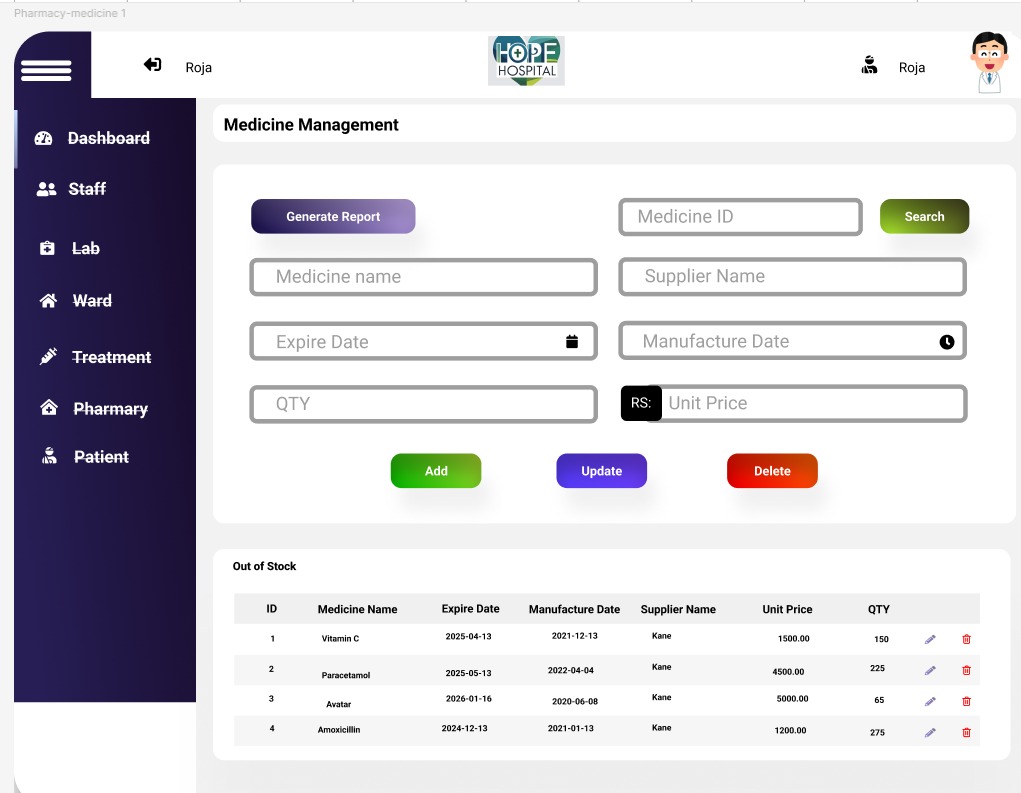 Pharmacy-medicine 1
Roja
HOPE
HOSPITAL
Roja
Dashboard
Staff
Lab
Ward
Treatment
Pharmary
Patient
Medicine Management
Generate Report
Medicine ID
Search
Medicine name
Supplier Name
Expire Date
Manufacture Date
QTY
RS: Unit Price
Add
Update
Delete
Out of Stock
ID Medicine Name Expire Date Manufacture Date Supplier Name Unit Price QTY
1 Vitamin C 2025-04-13 2021-12-13 Kane 1500.00 150
2 Paracetamol 2025-05-13 2022-04-04 Kane 4500.00 225
3 Avatar 2026-01-16 2020-06-08 Kane 5000.00 65
4 Amoxicillin 2024-12-13 2021-01-13 Kane 1200.00 275